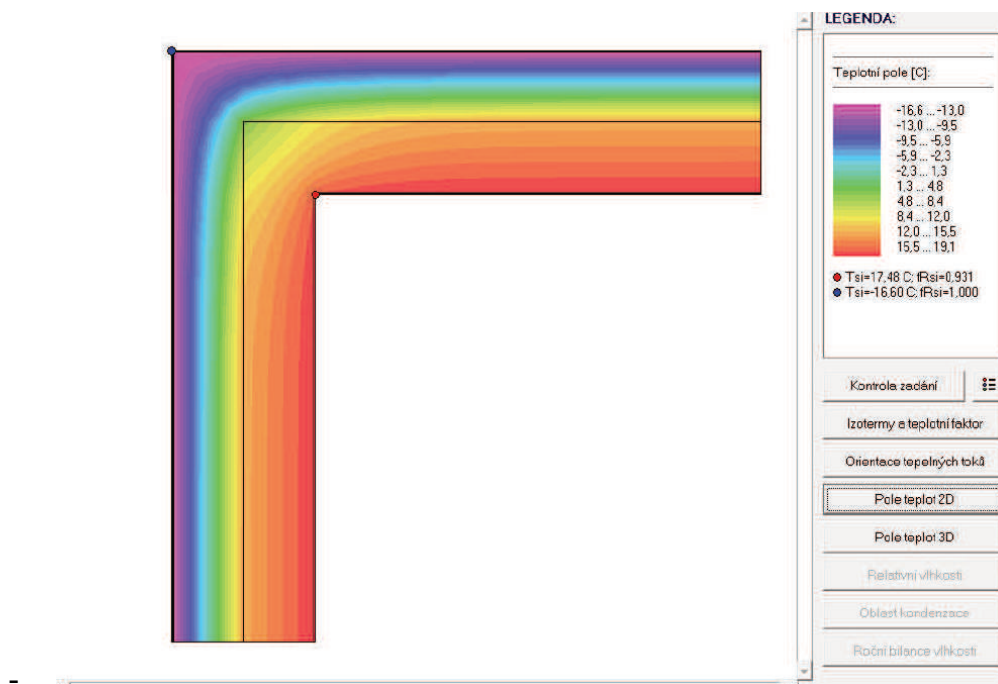 LEGENDA:
Teplotní pole [C]:
-16,6 ... -13,0
-13,0 ... -9,5
-9,5 ... -5,9
-5,9 ... -2,3
-2,3 ... 1,3
1,3 ... 4,8
4,8 ... 8,4
8,4 ... 12,0
12,0 ... 15,5
15,5 ... 19,1
Tsi=17,48 C; fRsi=0,931
Tsi=-16,60 C; fRsi=1,000
Kontrola zadání
Izotermy a teplotní faktor
Orientace tepelných toků
Pole teplot 2D
Pole teplot 3D
Relativní vlhkosti
Oblast kondenzace
Roční bilance vlhkosti